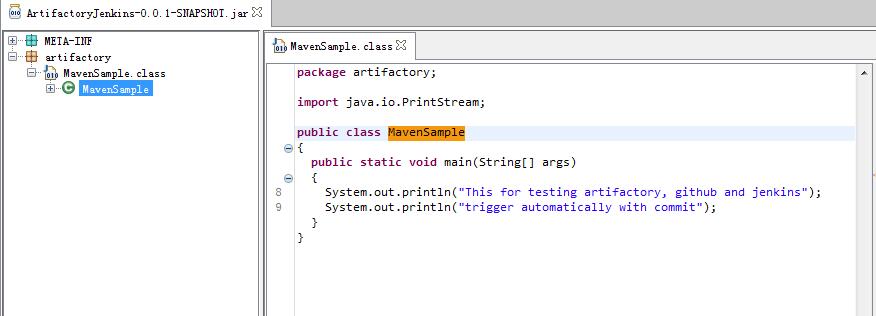 ArtifactoryJenkins-0.0.1-SNAPSHOT.jar
META-INF
artifactory
MavenSample.class
MavenSample
MavenSample.class
package artifactory;
import java.io.PrintStream;
public class MavenSample
{
public static void main(String[] args)
{
8 System.out.println("This for testing artifactory, github and jenkins");
9 System.out.println("trigger automatically with commit");
}
}